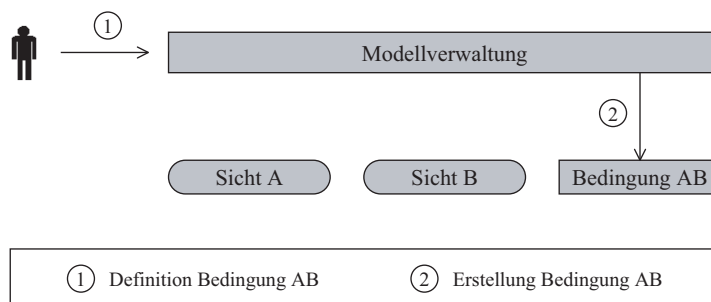 1
Modellverwaltung
2
Sicht A
Sicht B
Bedingung AB
1 Definition Bedingung AB
2 Erstellung Bedingung AB